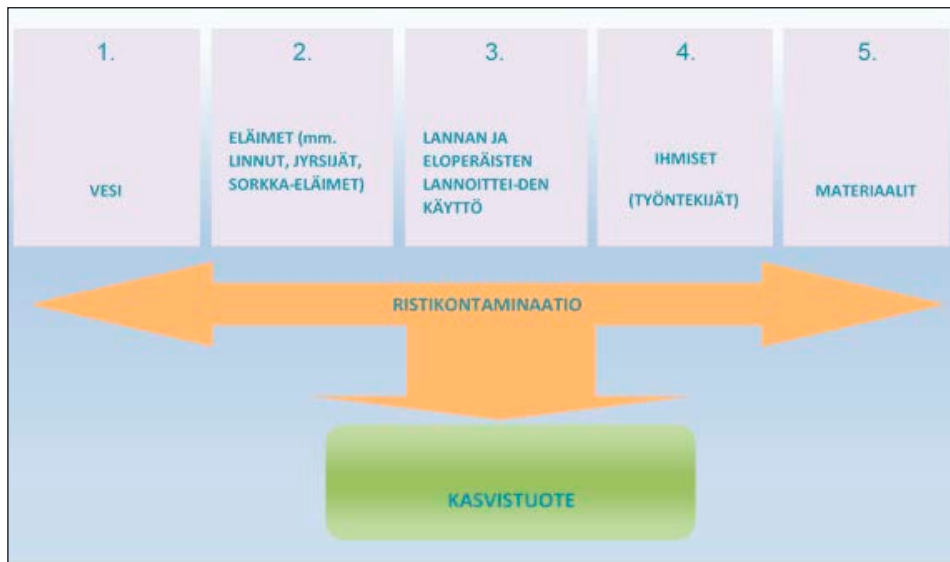 1.
VESI
2.
ELÄIMET (mm.
LINNUT, JYRSIJÄT,
SORKKA-ELÄIMET)
3.
LANNAN JA
ELOPERÄISTEN
LANNOITTEI-DEN
KÄYTTÖ
4.
IHMISET
(TYÖNTEKIJÄT)
5.
MATERIAALIT
RISTIKONTAMINAATIO
KASVISTUOTE